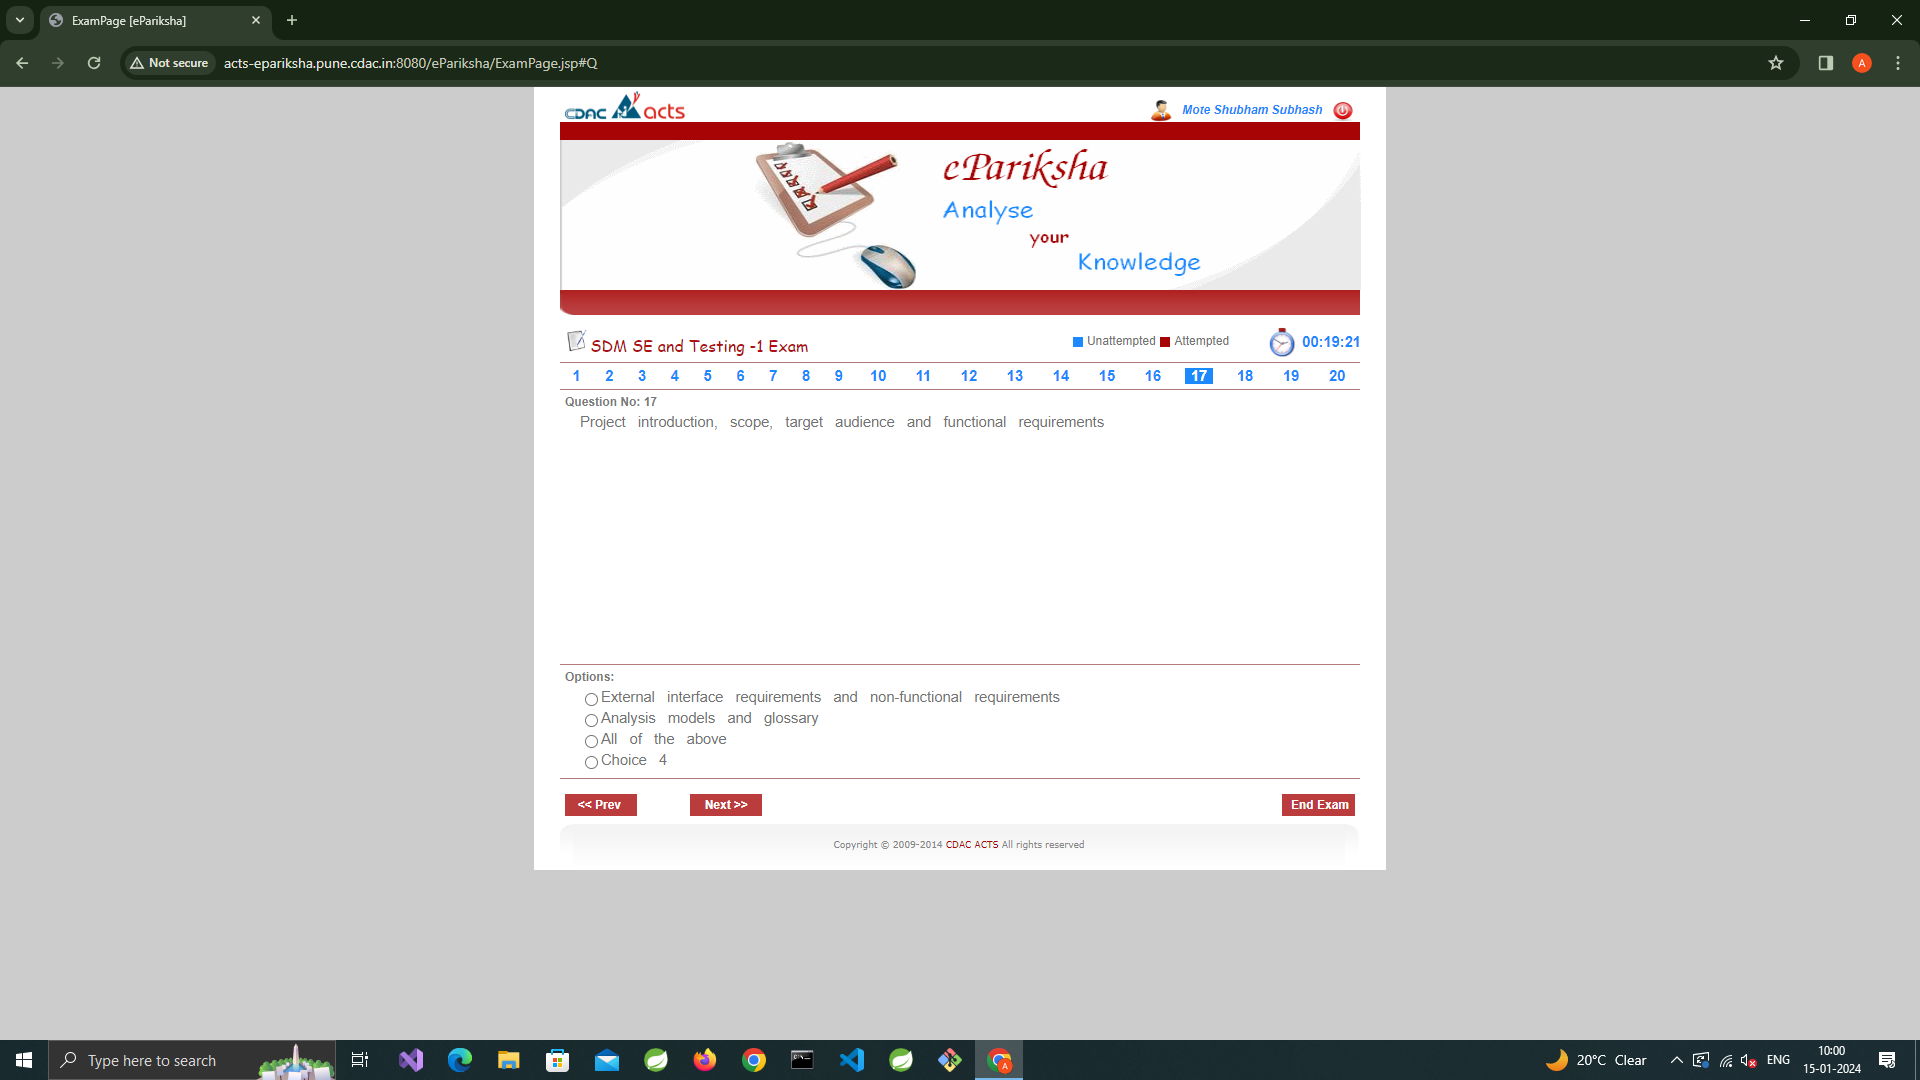 ExamPage [ePariksha]
Not secure acts-epariksha.pune.cdac.in:8080/ePariksha/ExamPage.jsp#Q A
CDAC acts Mote Shubham Subhash
ePariksha
Analyse
your
Knowledge
SDM SE and Testing -1 Exam Unattempted Attempted 00:19:21
1 2 3 4 5 6 7 8 9 10 11 12 13 14 15 16 17 18 19 20
Question No: 17
Project introduction, scope, target audience and functional requirements
Options:
External interface requirements and non-functional requirements
Analysis models and glossary
All of the above
Choice 4
<< Prev Next >> End Exam
Copyright © 2009-2014 CDAC ACTS All rights reserved
Type here to search A 20°C Clear ENG 10:00
15-01-2024